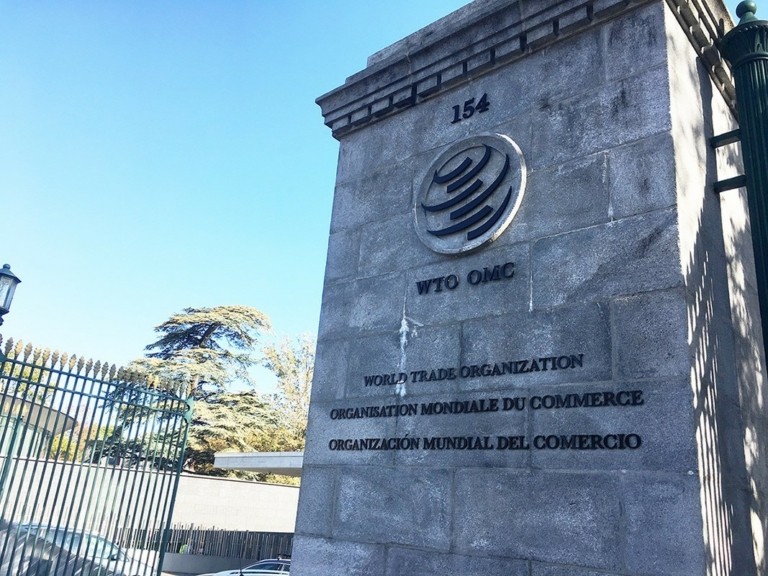 154
WTO OMC
WORLD TRADE ORGANIZATION
ORGANISATION MONDIALE DU COMMERCE
ORGANIZACIÓN MUNDIAL DEL COMERCIO